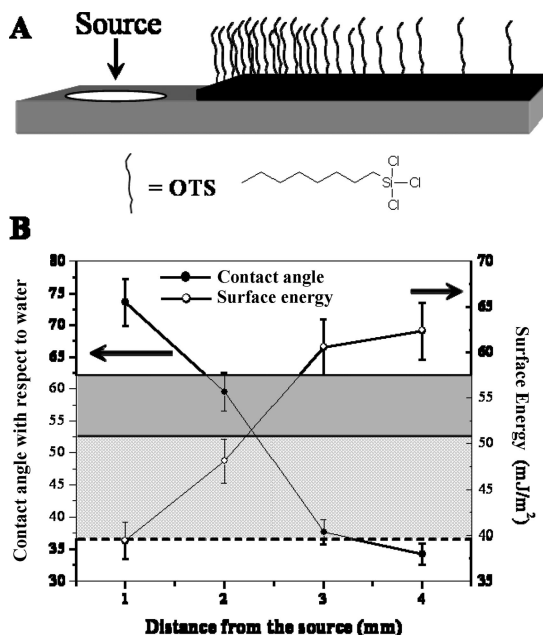 A
Source
= OTS
Cl
Si
Cl
Cl
B
Contact angle with respect to water
80
75
70
65
60
55
50
45
40
35
30
Contact angle
Surface energy
70
65
60
55
50
45
40
35
Surface Energy (mJ/m²)
1
2
3
4
Distance from the source (mm)